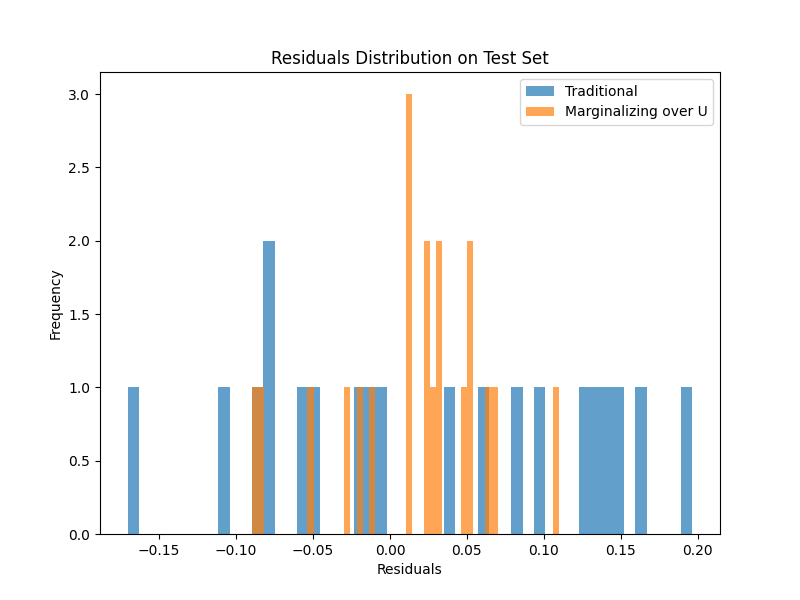 Residuals Distribution on Test Set
Traditional
Marginalizing over U
3.0
2.5
2.0
1.5
1.0
0.5
0.0
Frequency
−0.15 −0.10 −0.05 0.00 0.05 0.10 0.15 0.20
Residuals